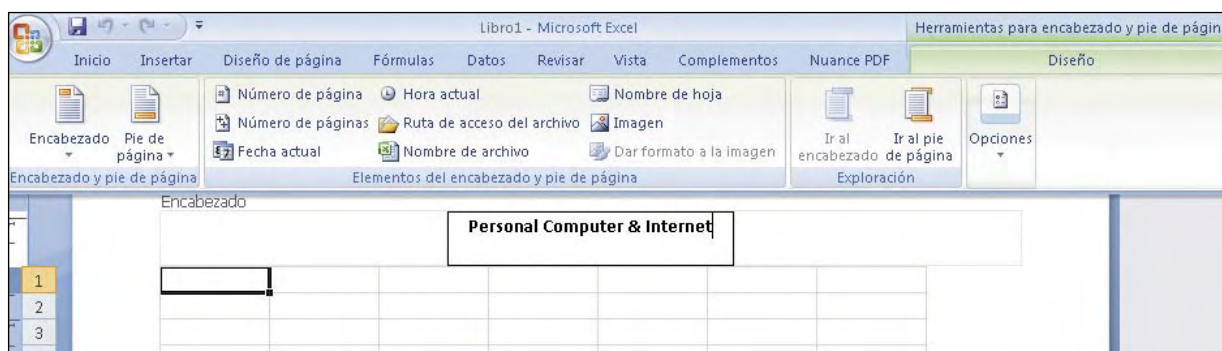 Libro1 - Microsoft Excel
Herramientas para encabezado y pie de págin
Inicio Insertar Diseño de página Fórmulas Datos Revisar Vista Complementos Nuance PDF Diseño
Número de página Hora actual Nombre de hoja
Número de páginas Ruta de acceso del archivo Imagen
Fecha actual Nombre de archivo Dar formato a la imagen
Encabezado Pie de página
Ir al encabezado Ir al pie de página
Opciones
Encabezado y pie de página Elementos del encabezado y pie de página Exploración
Encabezado
Personal Computer & Internet
1
2
3